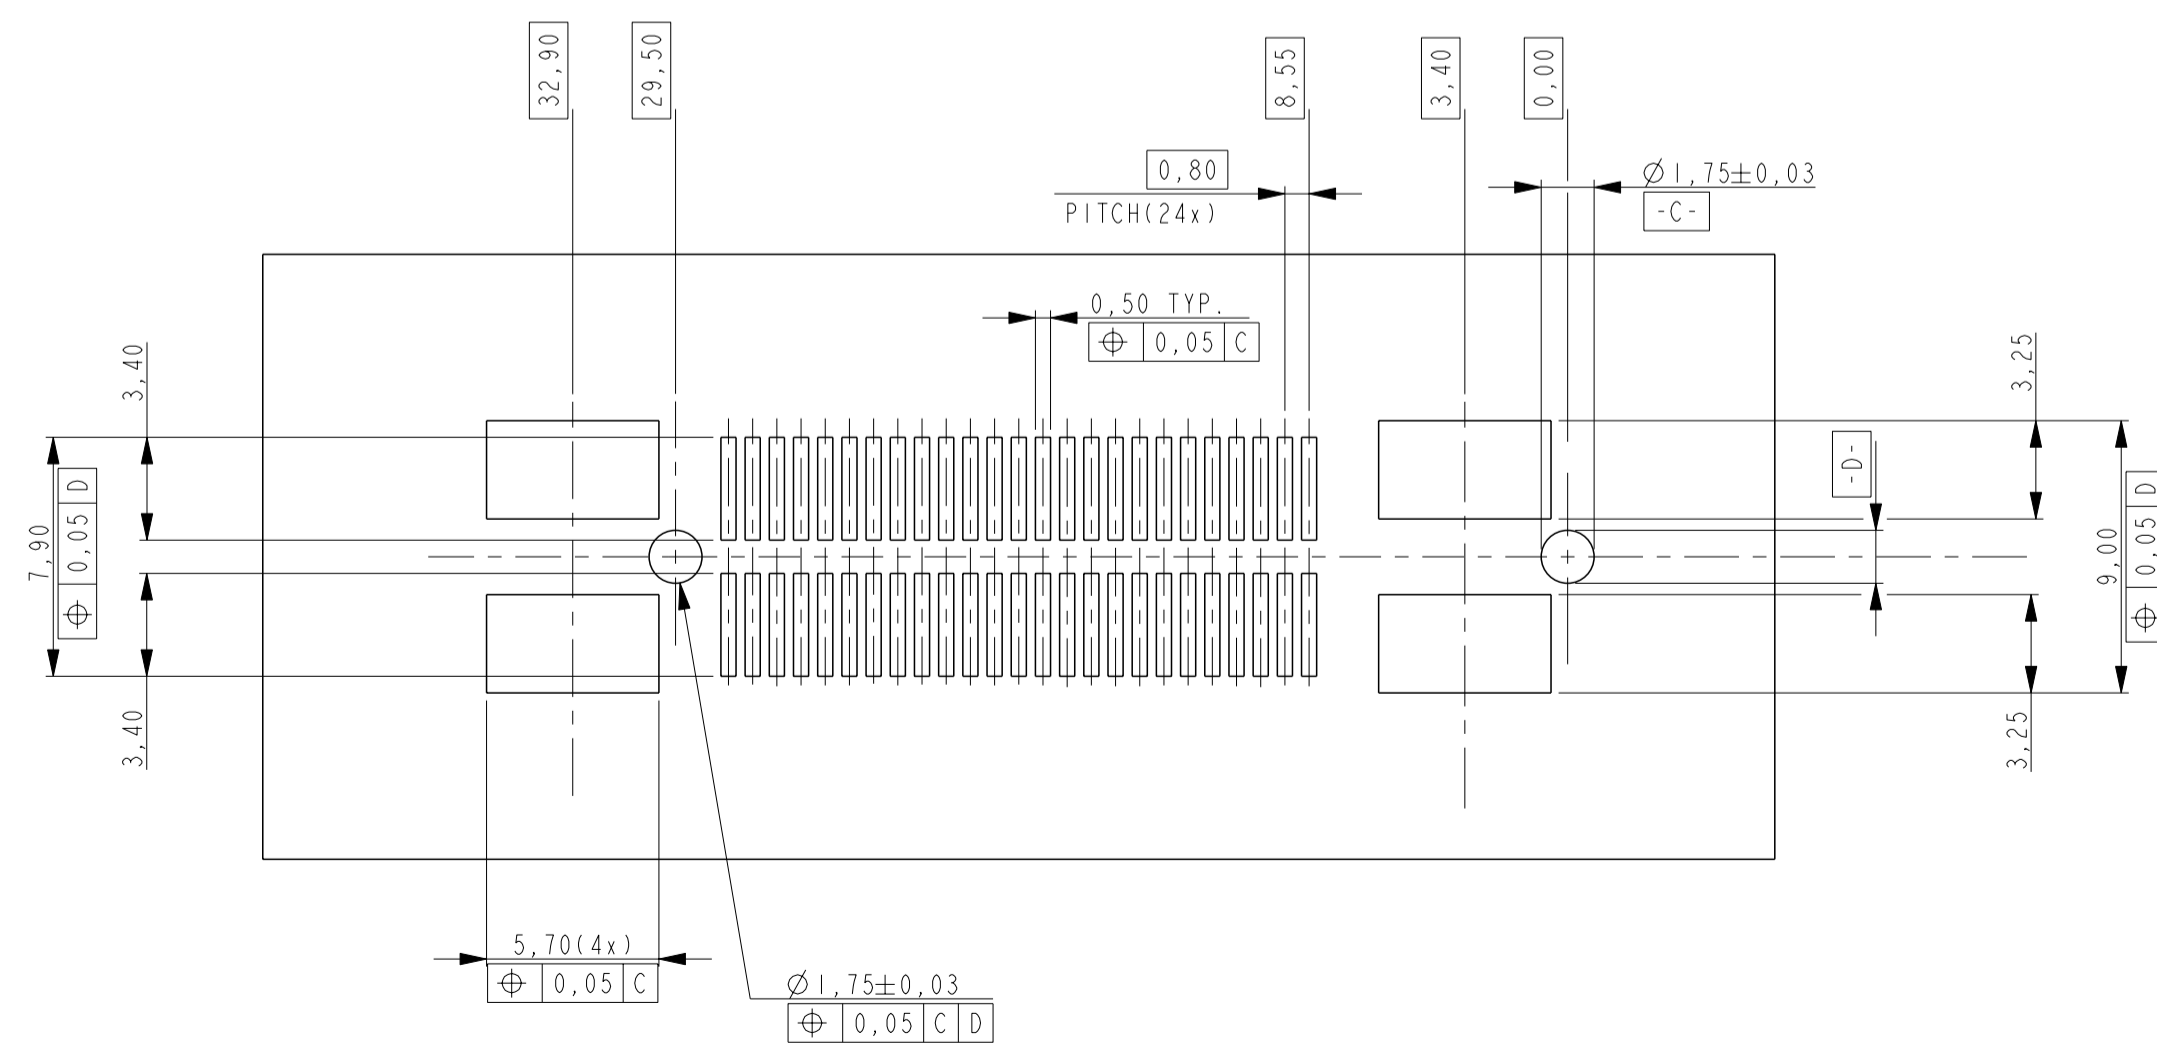 32,90
29,50
8,55
3,40
0,00
0,80
PITCH(24x)
Ø1,75±0,03
-C-
0,50 TYP.
⌖ 0,05 C
3,40
3,25
-D-
7,90
⌖ 0,05 D
9,00
⌖ 0,05 D
3,40
3,25
5,70(4x)
⌖ 0,05 C
Ø1,75±0,03
⌖ 0,05 C D